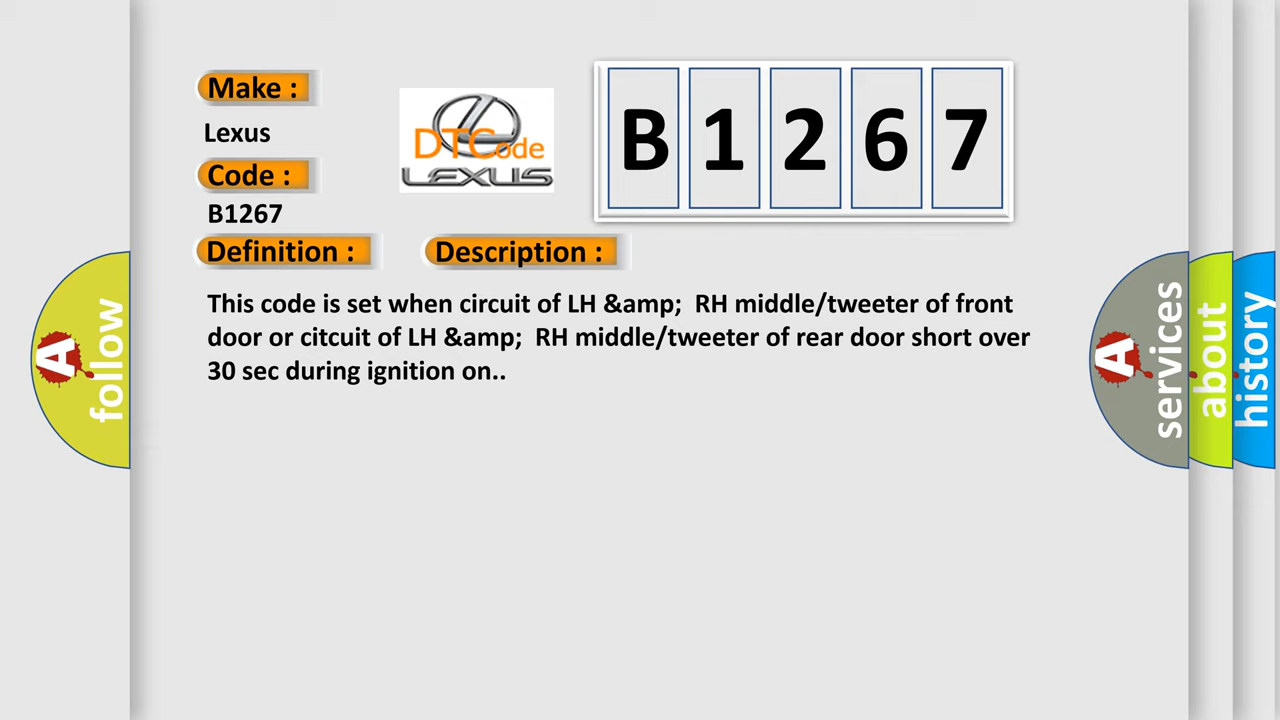 Make :
Lexus
Code :
B1267
DTCode
LEXUS
B 1 2 6 7
Definition :
Description :
This code is set when circuit of LH &amp; RH middle/tweeter of front
door or citcuit of LH &amp; RH middle/tweeter of rear door short over
30 sec during ignition on..
A
follow
A
services
about
history